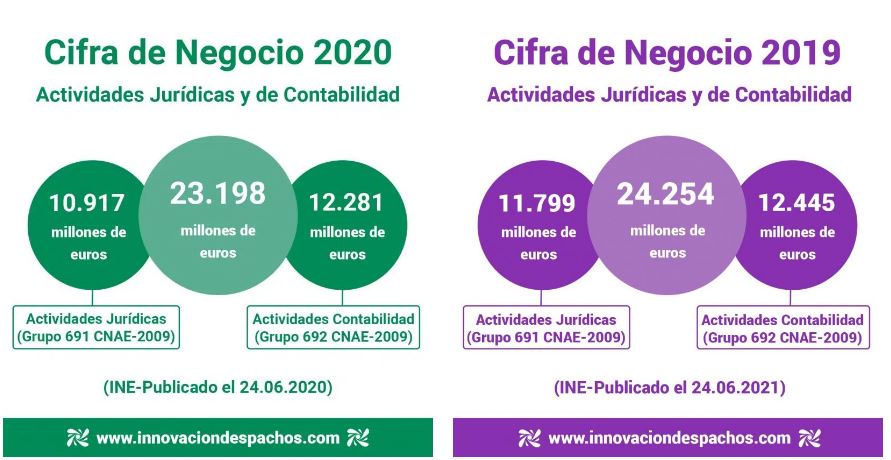 Cifra de Negocio 2020
Actividades Jurídicas y de Contabilidad
10.917
millones de
euros
23.198
millones de
euros
12.281
millones de
euros
Actividades Jurídicas
(Grupo 691 CNAE-2009)
Actividades Contabilidad
(Grupo 692 CNAE-2009)
(INE-Publicado el 24.06.2020)
www.innovaciondespachos.com
Cifra de Negocio 2019
Actividades Jurídicas y de Contabilidad
11.799
millones de
euros
24.254
millones de
euros
12.445
millones de
euros
Actividades Jurídicas
(Grupo 691 CNAE-2009)
Actividades Contabilidad
(Grupo 692 CNAE-2009)
(INE-Publicado el 24.06.2021)
www.innovaciondespachos.com